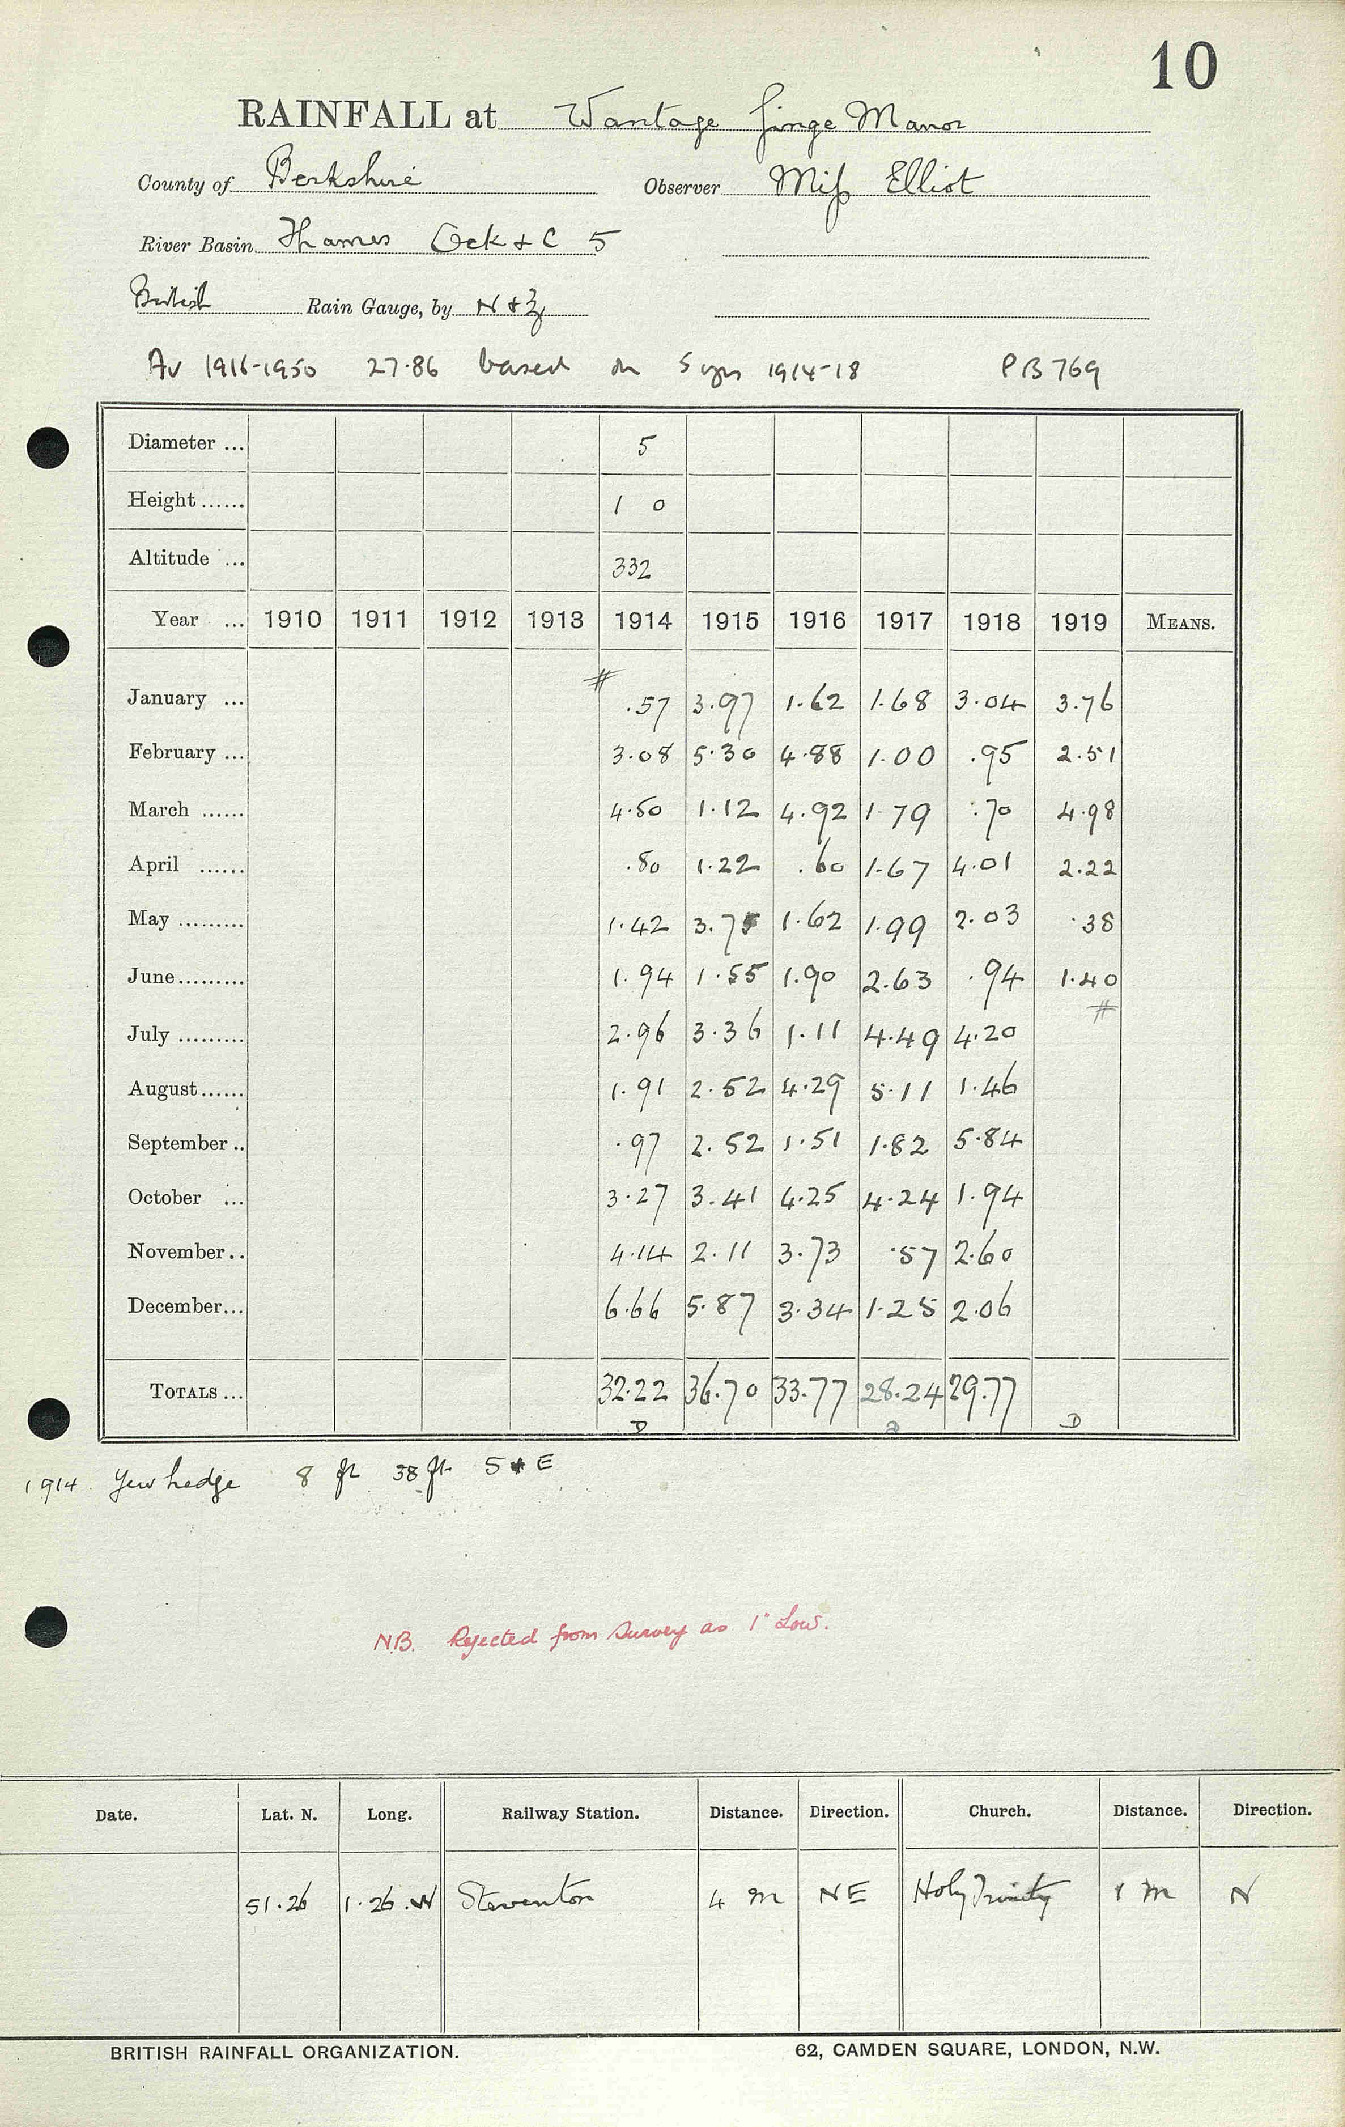 10
RAINFALL at Wantage Ginge Manor
County of Berkshire Observer Miss Elliot
River Basin Thames Ock & C 5
British Rain Gauge, by N & Z
Av 1916-1950 27.86 based on 5 yrs 1914-18 PB 769
Diameter ... 5
Height ...... 1 0
Altitude ... 332
Year ... 1910 1911 1912 1913 1914 1915 1916 1917 1918 1919 MEANS.
January ... # .57 3.97 1.62 1.68 3.04 3.76
February ... 3.08 5.30 4.88 1.00 .95 2.51
March ...... 4.50 1.12 4.92 1.79 .70 4.98
April ...... .80 1.22 .60 1.67 4.01 2.22
May ......... 1.42 3.75 1.62 1.99 2.03 .38
June ......... 1.94 1.55 1.90 2.63 .94 1.40 #
July ......... 2.96 3.36 1.11 4.49 4.20
August ...... 1.91 2.52 4.29 5.11 1.46
September .. .97 2.52 1.51 1.82 5.84
October ... 3.27 3.41 4.25 4.24 1.94
November .. 4.14 2.11 3.73 .57 2.60
December ... 6.66 5.87 3.34 1.25 2.06
TOTALS ... 32.22 36.70 33.77 28.24 29.77
D D
1914 Yew hedge 8 ft 38 ft S E
NB. Rejected from Survey as 1" Low.
Date. Lat. N. Long. Railway Station. Distance. Direction. Church. Distance. Direction.
51.26 1.26.W Steventon 4 m NE Holy Trinity 1 m N
BRITISH RAINFALL ORGANIZATION. 62, CAMDEN SQUARE, LONDON, N.W.